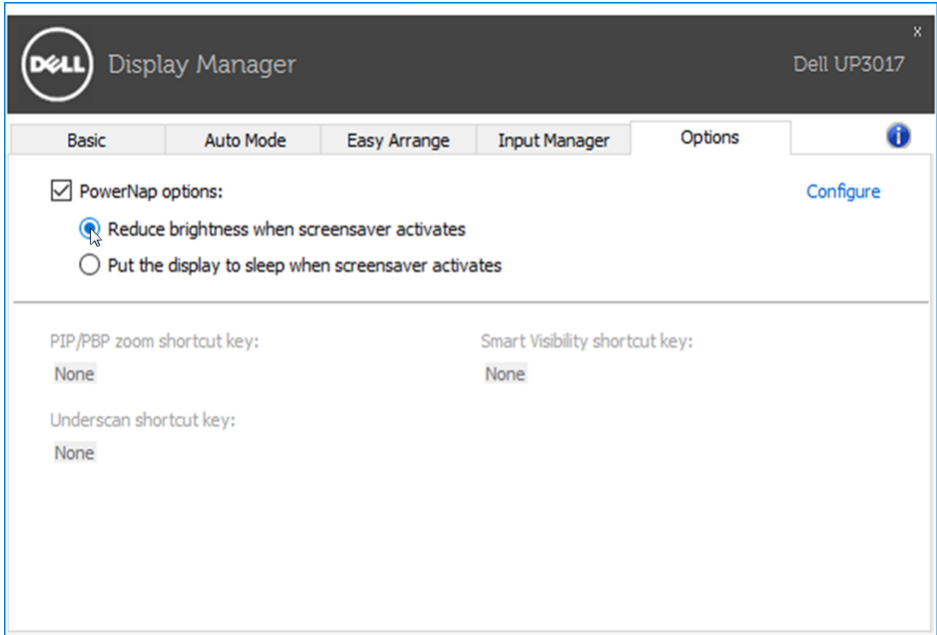 x
DELL Display Manager
Dell UP3017
Basic
Auto Mode
Easy Arrange
Input Manager
Options
i
PowerNap options:
Configure
Reduce brightness when screensaver activates
Put the display to sleep when screensaver activates
PIP/PBP zoom shortcut key:
Smart Visibility shortcut key:
None
None
Underscan shortcut key:
None